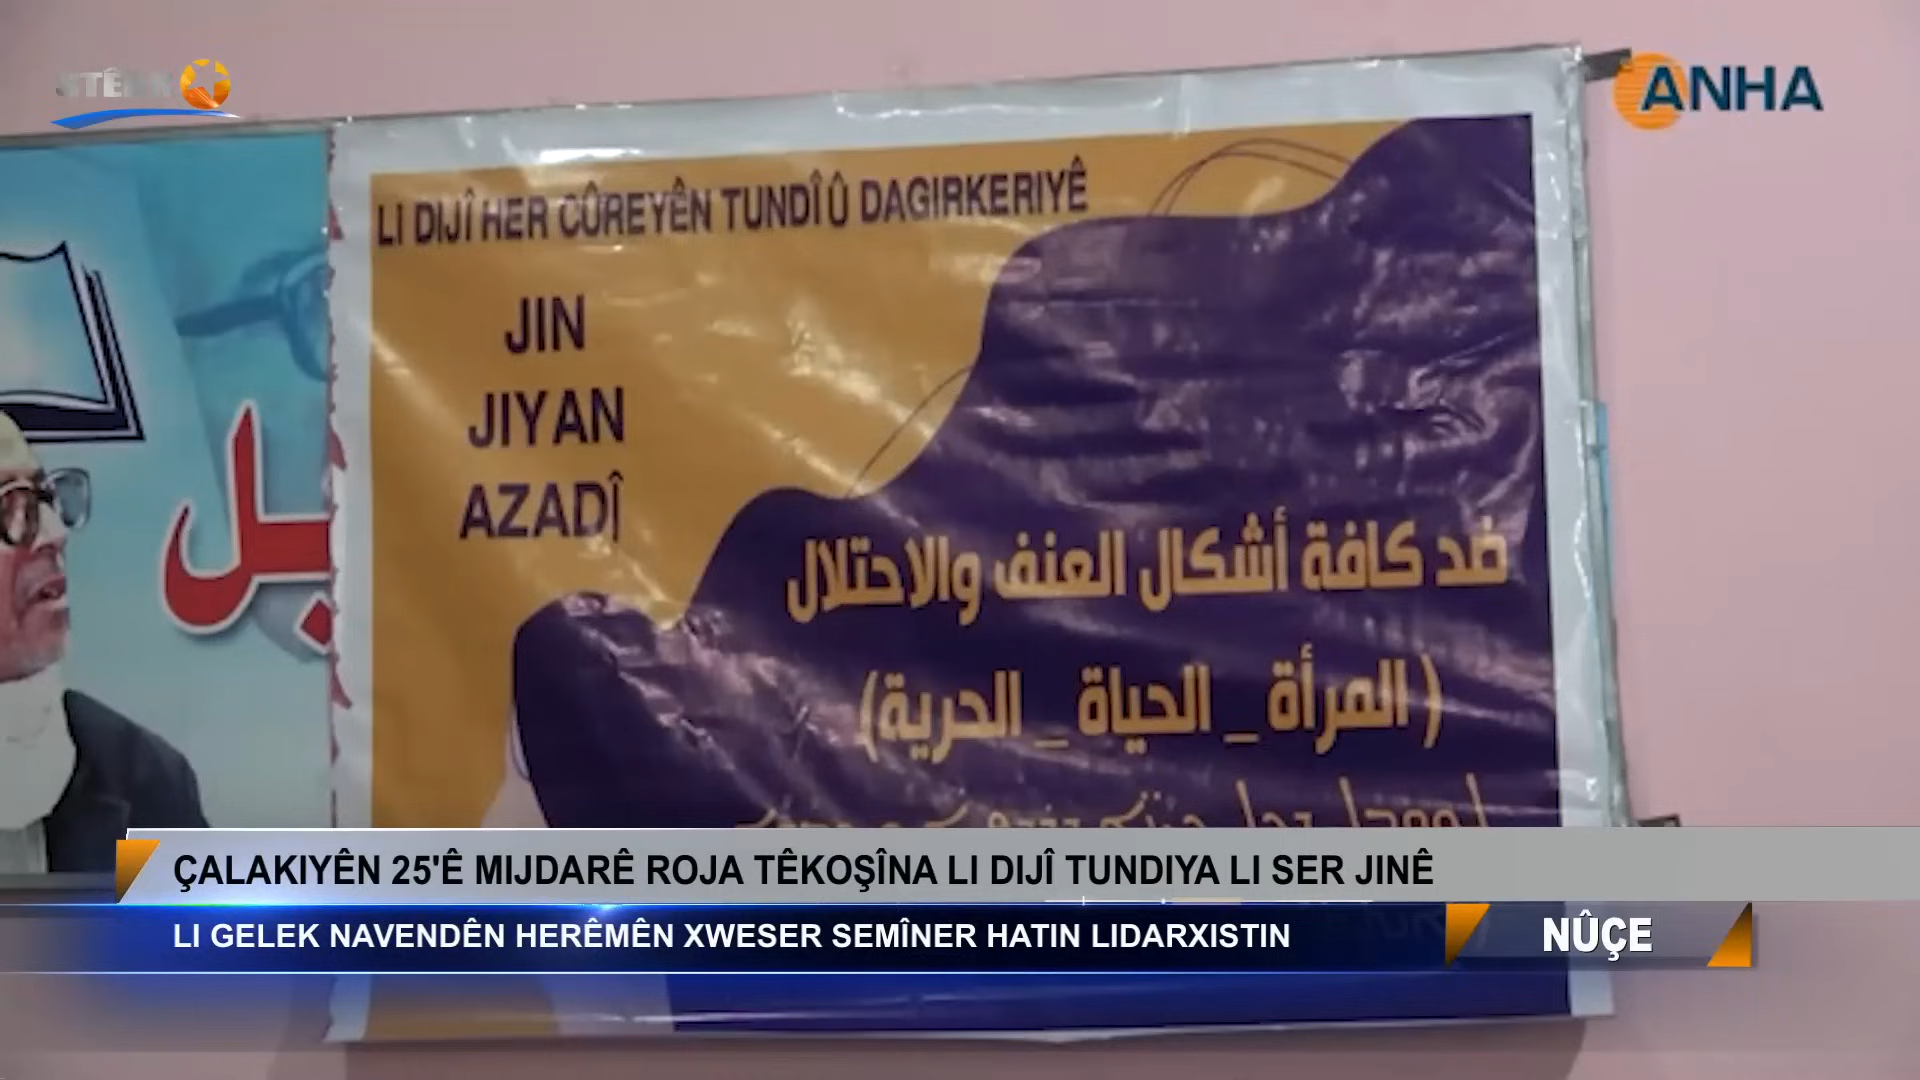 STÊRK
ANHA
LI DIJÎ HER CÛREYÊN TUNDÎ Û DAGIRKERIYÊ
JIN
JIYAN
AZADÎ
ضد كافة أشكال العنف والاحتلال
(المرأة _ الحياة _ الحرية)
ÇALAKIYÊN 25'Ê MIJDARÊ ROJA TÊKOŞÎNA LI DIJÎ TUNDIYA LI SER JINÊ
LI GELEK NAVENDÊN HERÊMÊN XWESER SEMÎNER HATIN LIDARXISTIN
NÛÇE